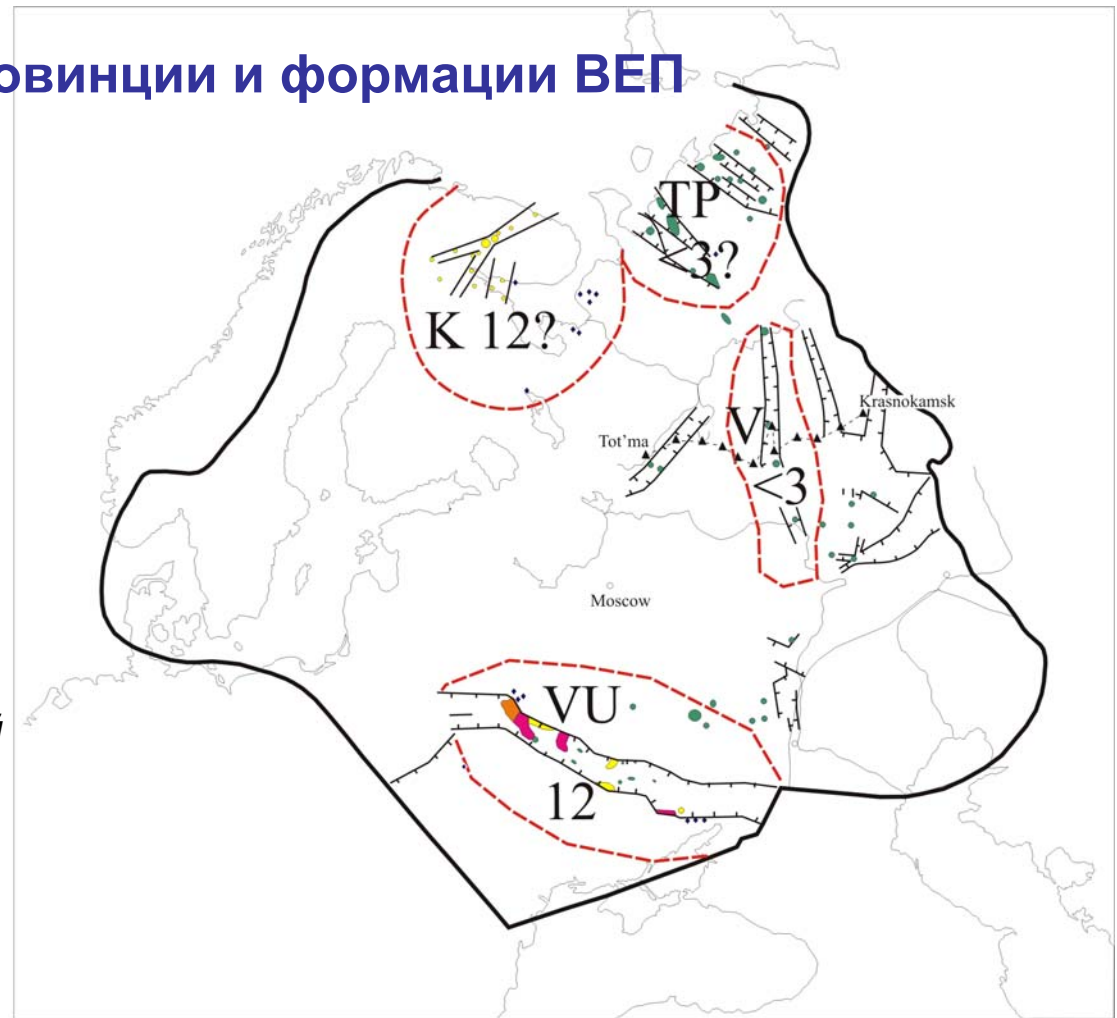 овинции и формации ВЕП
TP
<3?
K 12?
Krasnokamsk
V
Tot'ma
<3
Moscow
VU
й
12